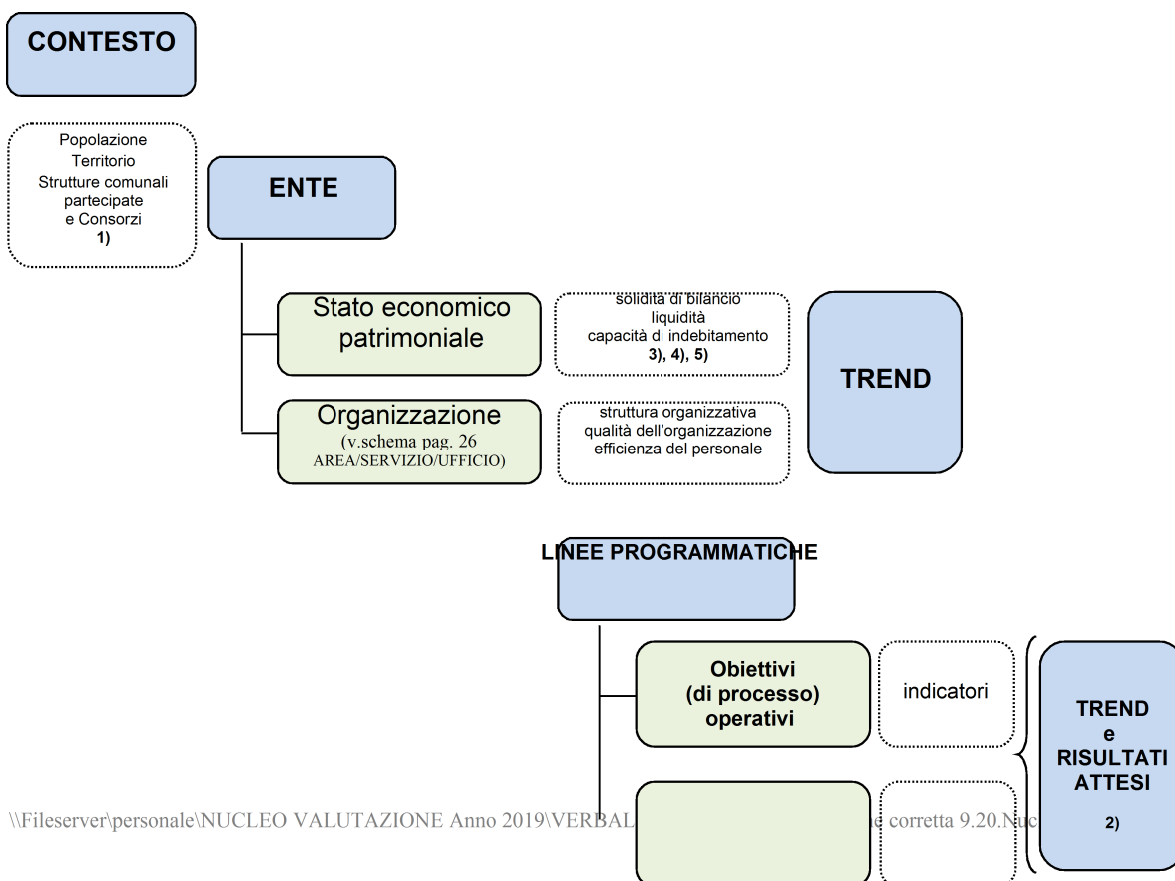 CONTESTO
Popolazione
Territorio
Strutture comunali
partecipate
e Consorzi
1)
ENTE
Stato economico
patrimoniale
solidità di bilancio
liquidità
capacità d indebitamento
3), 4), 5)
TREND
Organizzazione
(v.schema pag. 26
AREA/SERVIZIO/UFFICIO)
struttura organizzativa
qualità dell'organizzazione
efficienza del personale
LINEE PROGRAMMATICHE
Obiettivi
(di processo)
operativi
indicatori
TREND
e
RISULTATI
ATTESI
2)
\\Fileserver\personale\NUCLEO VALUTAZIONE Anno 2019\VERBAL corretta 9.20.Nuc